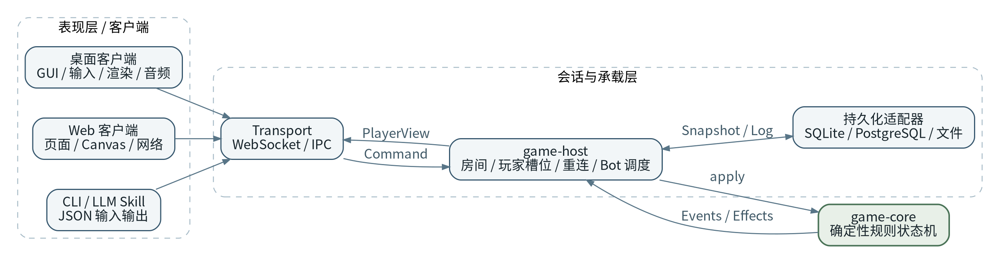 表现层 / 客户端
桌面客户端
GUI / 输入 / 渲染 / 音频
Web 客户端
页面 / Canvas / 网络
CLI / LLM Skill
JSON 输入输出
会话与承载层
Transport
WebSocket / IPC
PlayerView
Command
game-host
房间 / 玩家槽位 / 重连 / Bot 调度
Snapshot / Log
持久化适配器
SQLite / PostgreSQL / 文件
apply
Events / Effects
game-core
确定性规则状态机